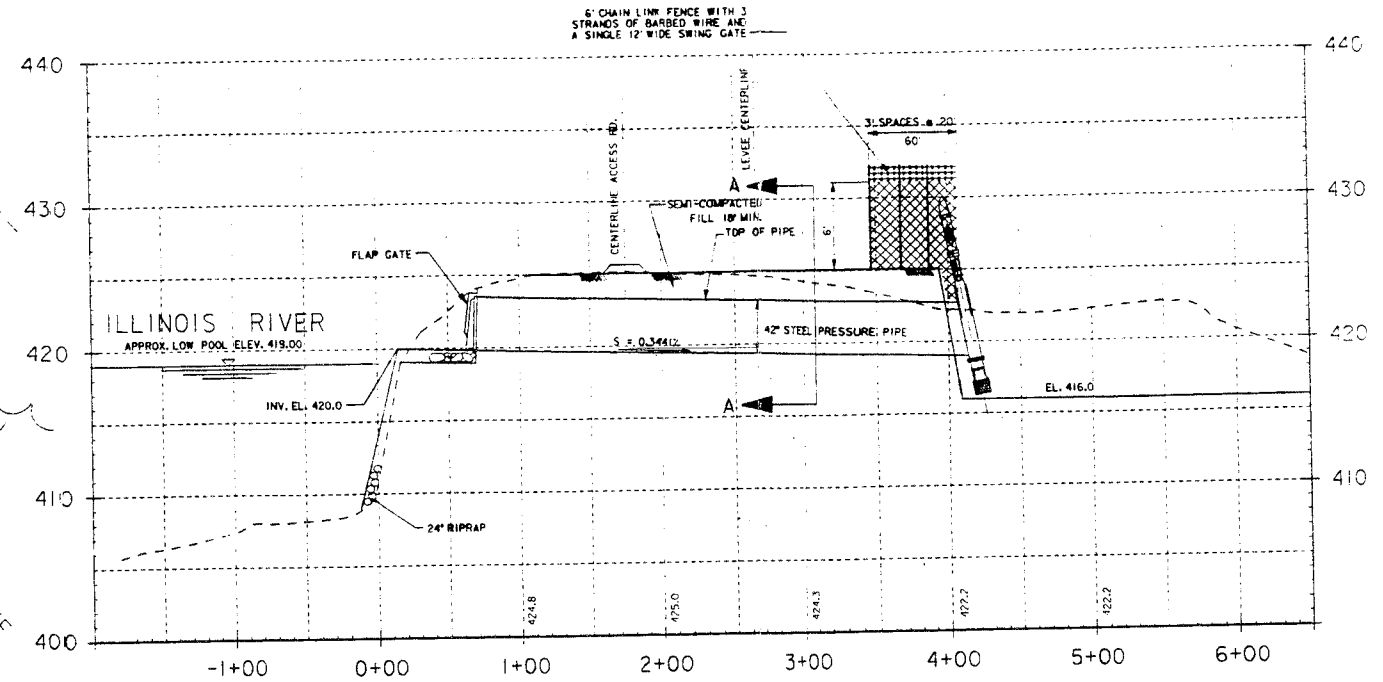 6' CHAIN LINK FENCE WITH 3
STRANDS OF BARBED WIRE AND
A SINGLE 12' WIDE SWING GATE
440
440
3 SPACES @ 20'
60'
CENTERLINE ACCESS RD.
LEVEE CENTERLINE
A
430
430
SEMI-COMPACTED
FILL 18" MIN.
TOP OF PIPE
6'
FLAP GATE
ILLINOIS RIVER
APPROX. LOW POOL ELEV. 419.00
42" STEEL PRESSURE PIPE
420
420
S = 0.344%
A
EL. 416.0
INV. EL. 420.0
410
410
24" RIPRAP
424.8
425.0
424.3
422.2
422.2
400
-1+00
0+00
1+00
2+00
3+00
4+00
5+00
6+00